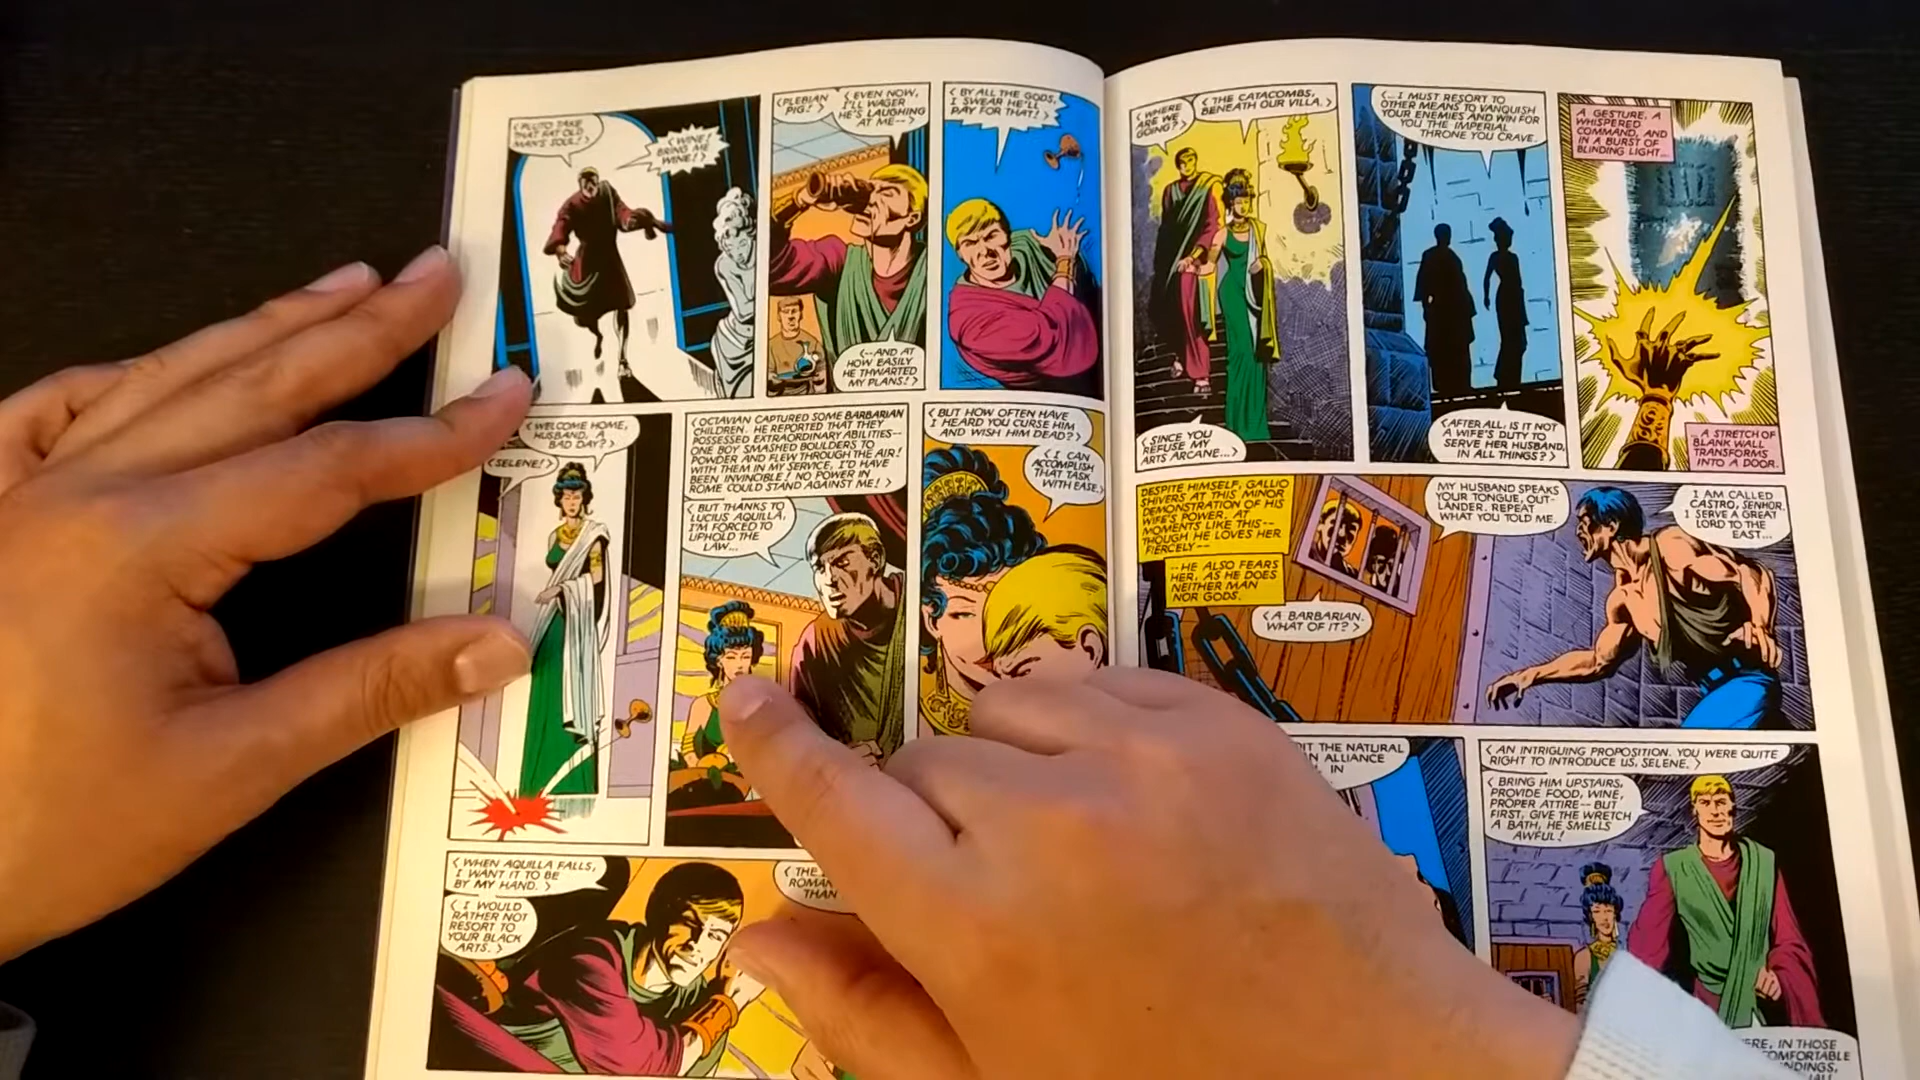 < PLUTO TAKE
THAT FAT OLD
MAN'S SOUL! >
< WINE!
BRING ME
WINE! >
< PLEBIAN
PIG! >
< EVEN NOW,
I'LL WAGER
HE'S LAUGHING
AT ME-- >
< --AND AT
HOW EASILY
HE THWARTED
MY PLANS! >
< BY ALL THE GODS,
I SWEAR HE'LL
PAY FOR THAT! >
< WELCOME HOME,
HUSBAND. A
BAD DAY? >
< SELENE! >
< OCTAVIAN CAPTURED SOME BARBARIAN
CHILDREN. HE REPORTED THAT THEY
POSSESSED EXTRAORDINARY ABILITIES--
ONE BOY SMASHED BOULDERS TO
POWDER AND FLEW THROUGH THE AIR!
WITH THEM IN MY SERVICE, I'D HAVE
BEEN INVINCIBLE! NO POWER IN
ROME COULD STAND AGAINST ME! >
< BUT THANKS TO
LUCIUS AQUILLA,
I'M FORCED TO
UPHOLD THE
LAW...
< BUT HOW OFTEN HAVE
I HEARD YOU CURSE HIM
AND WISH HIM DEAD? >
< I CAN
ACCOMPLISH
THAT TASK
WITH EASE. >
< WHEN AQUILLA FALLS,
I WANT IT TO BE
BY MY HAND. >
< I WOULD
RATHER NOT
RESORT TO
YOUR BLACK
ARTS. >
< THE
ROMAN
THAN
< WHERE
ARE WE
GOING? >
< THE CATACOMBS,
BENEATH OUR VILLA. >
< SINCE YOU
REFUSE MY
ARTS ARCANE... >
< ... I MUST RESORT TO
OTHER MEANS TO VANQUISH
YOUR ENEMIES AND WIN FOR
YOU THE IMPERIAL
THRONE YOU CRAVE.
< AFTER ALL, IS IT NOT
A WIFE'S DUTY TO
SERVE HER HUSBAND,
IN ALL THINGS? >
A GESTURE, A
WHISPERED
COMMAND, AND
IN A BURST OF
BLINDING LIGHT...
... A STRETCH OF
BLANK WALL
TRANSFORMS
INTO A DOOR.
DESPITE HIMSELF, GALLIO
SHIVERS AT THIS MINOR
DEMONSTRATION OF HIS
WIFE'S POWER. AT
MOMENTS LIKE THIS--
THOUGH HE LOVES HER
FIERCELY--
--HE ALSO FEARS
HER, AS HE DOES
NEITHER MAN
NOR GODS.
< A BARBARIAN.
WHAT OF IT? >
MY HUSBAND SPEAKS
YOUR TONGUE, OUT-
LANDER. REPEAT
WHAT YOU TOLD ME.
I AM CALLED
CASTRO, SENHOR.
I SERVE A GREAT
LORD TO THE
EAST...
THE NATURAL
ALLIANCE
IN
< AN INTRIGUING PROPOSITION. YOU WERE QUITE
RIGHT TO INTRODUCE US, SELENE. >
< BRING HIM UPSTAIRS,
PROVIDE FOOD, WINE,
PROPER ATTIRE-- BUT
FIRST, GIVE THE WRETCH
A BATH, HE SMELLS
AWFUL! >
IN THOSE